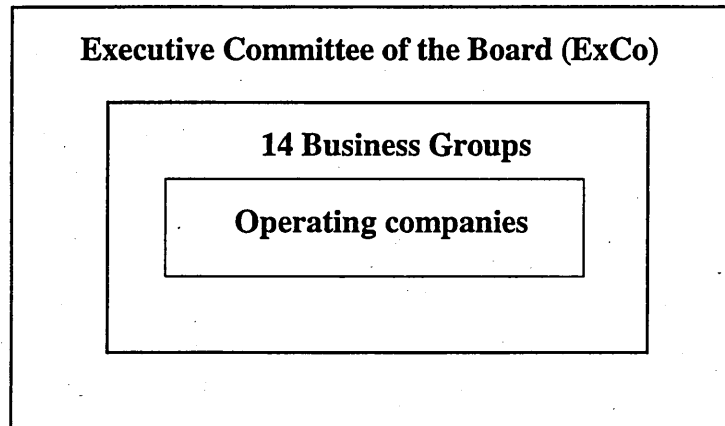 Executive Committee of the Board (ExCo)
14 Business Groups
Operating companies